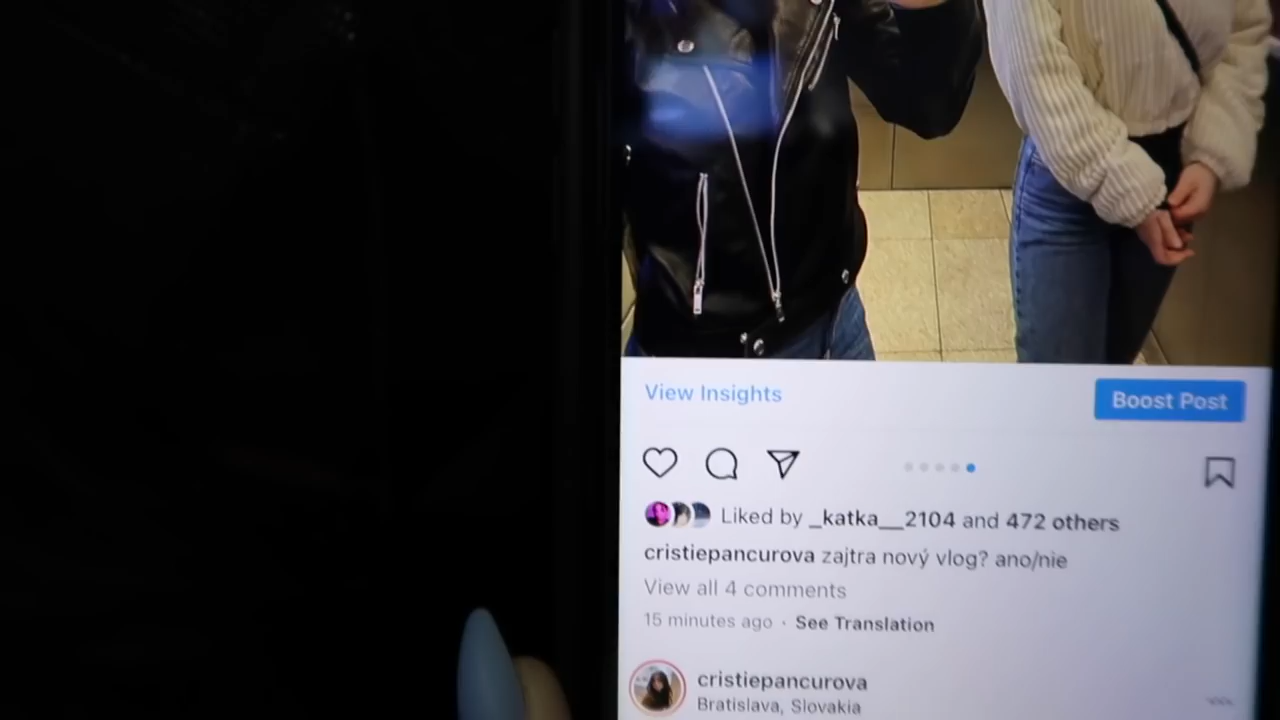 View Insights
Boost Post
Liked by _katka__2104 and 472 others
cristiepancurova zajtra nový vlog? ano/nie
View all 4 comments
15 minutes ago · See Translation
cristiepancurova
Bratislava, Slovakia